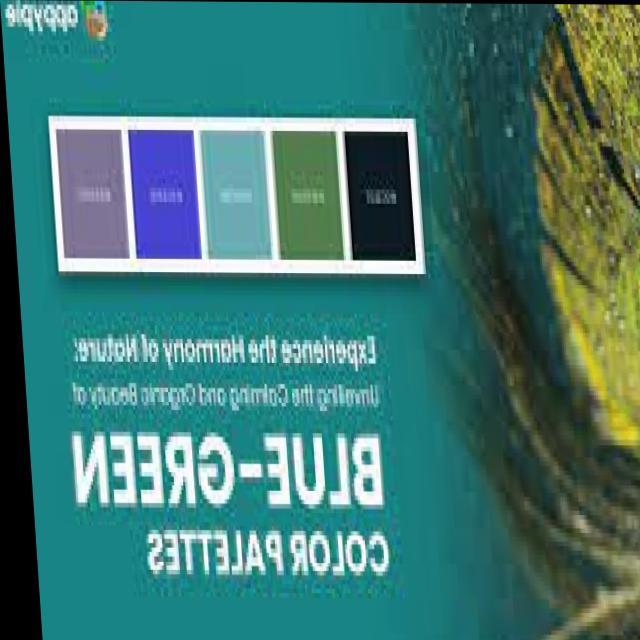 appypie
Experience the Harmony of Nature:
Unveiling the Calming and Organic Beauty of
BLUE-GREEN
COLOR PALETTES